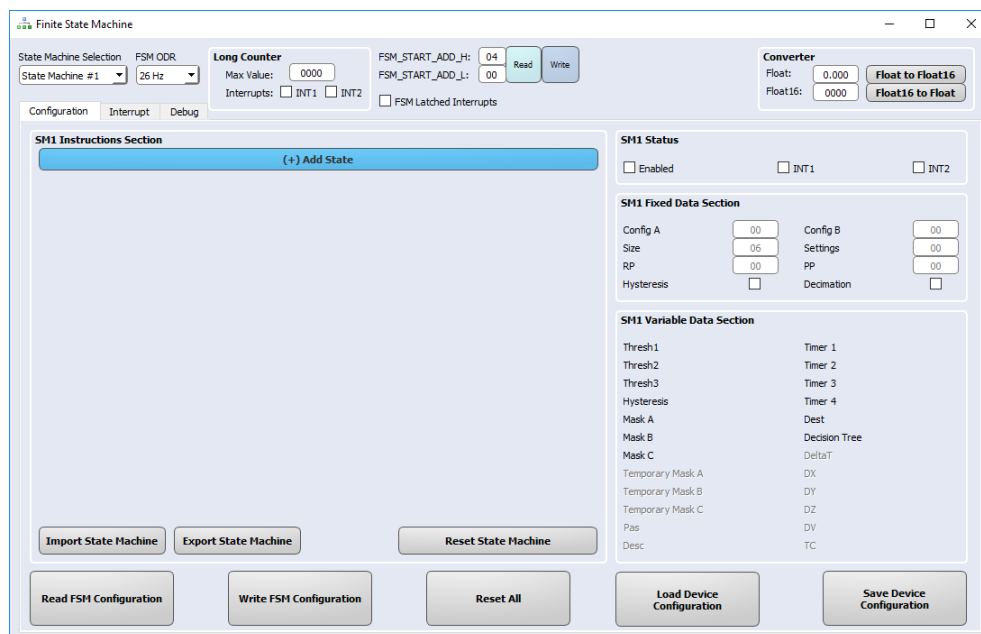 Finite State Machine
State Machine Selection FSM ODR
State Machine #1 26 Hz
Long Counter
Max Value: 0000
Interrupts: INT1 INT2
FSM_START_ADD_H: 04
FSM_START_ADD_L: 00
Read Write
FSM Latched Interrupts
Converter
Float: 0.000 Float to Float16
Float16: 0000 Float16 to Float
Configuration Interrupt Debug
SM1 Instructions Section
(+) Add State
Import State Machine Export State Machine Reset State Machine
SM1 Status
Enabled INT1 INT2
SM1 Fixed Data Section
Config A 00 Config B 00
Size 06 Settings 00
RP 00 PP 00
Hysteresis Decimation
SM1 Variable Data Section
Thresh1 Timer 1
Thresh2 Timer 2
Thresh3 Timer 3
Hysteresis Timer 4
Mask A Dest
Mask B Decision Tree
Mask C DeltaT
Temporary Mask A DX
Temporary Mask B DY
Temporary Mask C DZ
Pas DV
Desc TC
Read FSM Configuration Write FSM Configuration Reset All
Load Device
Configuration
Save Device
Configuration